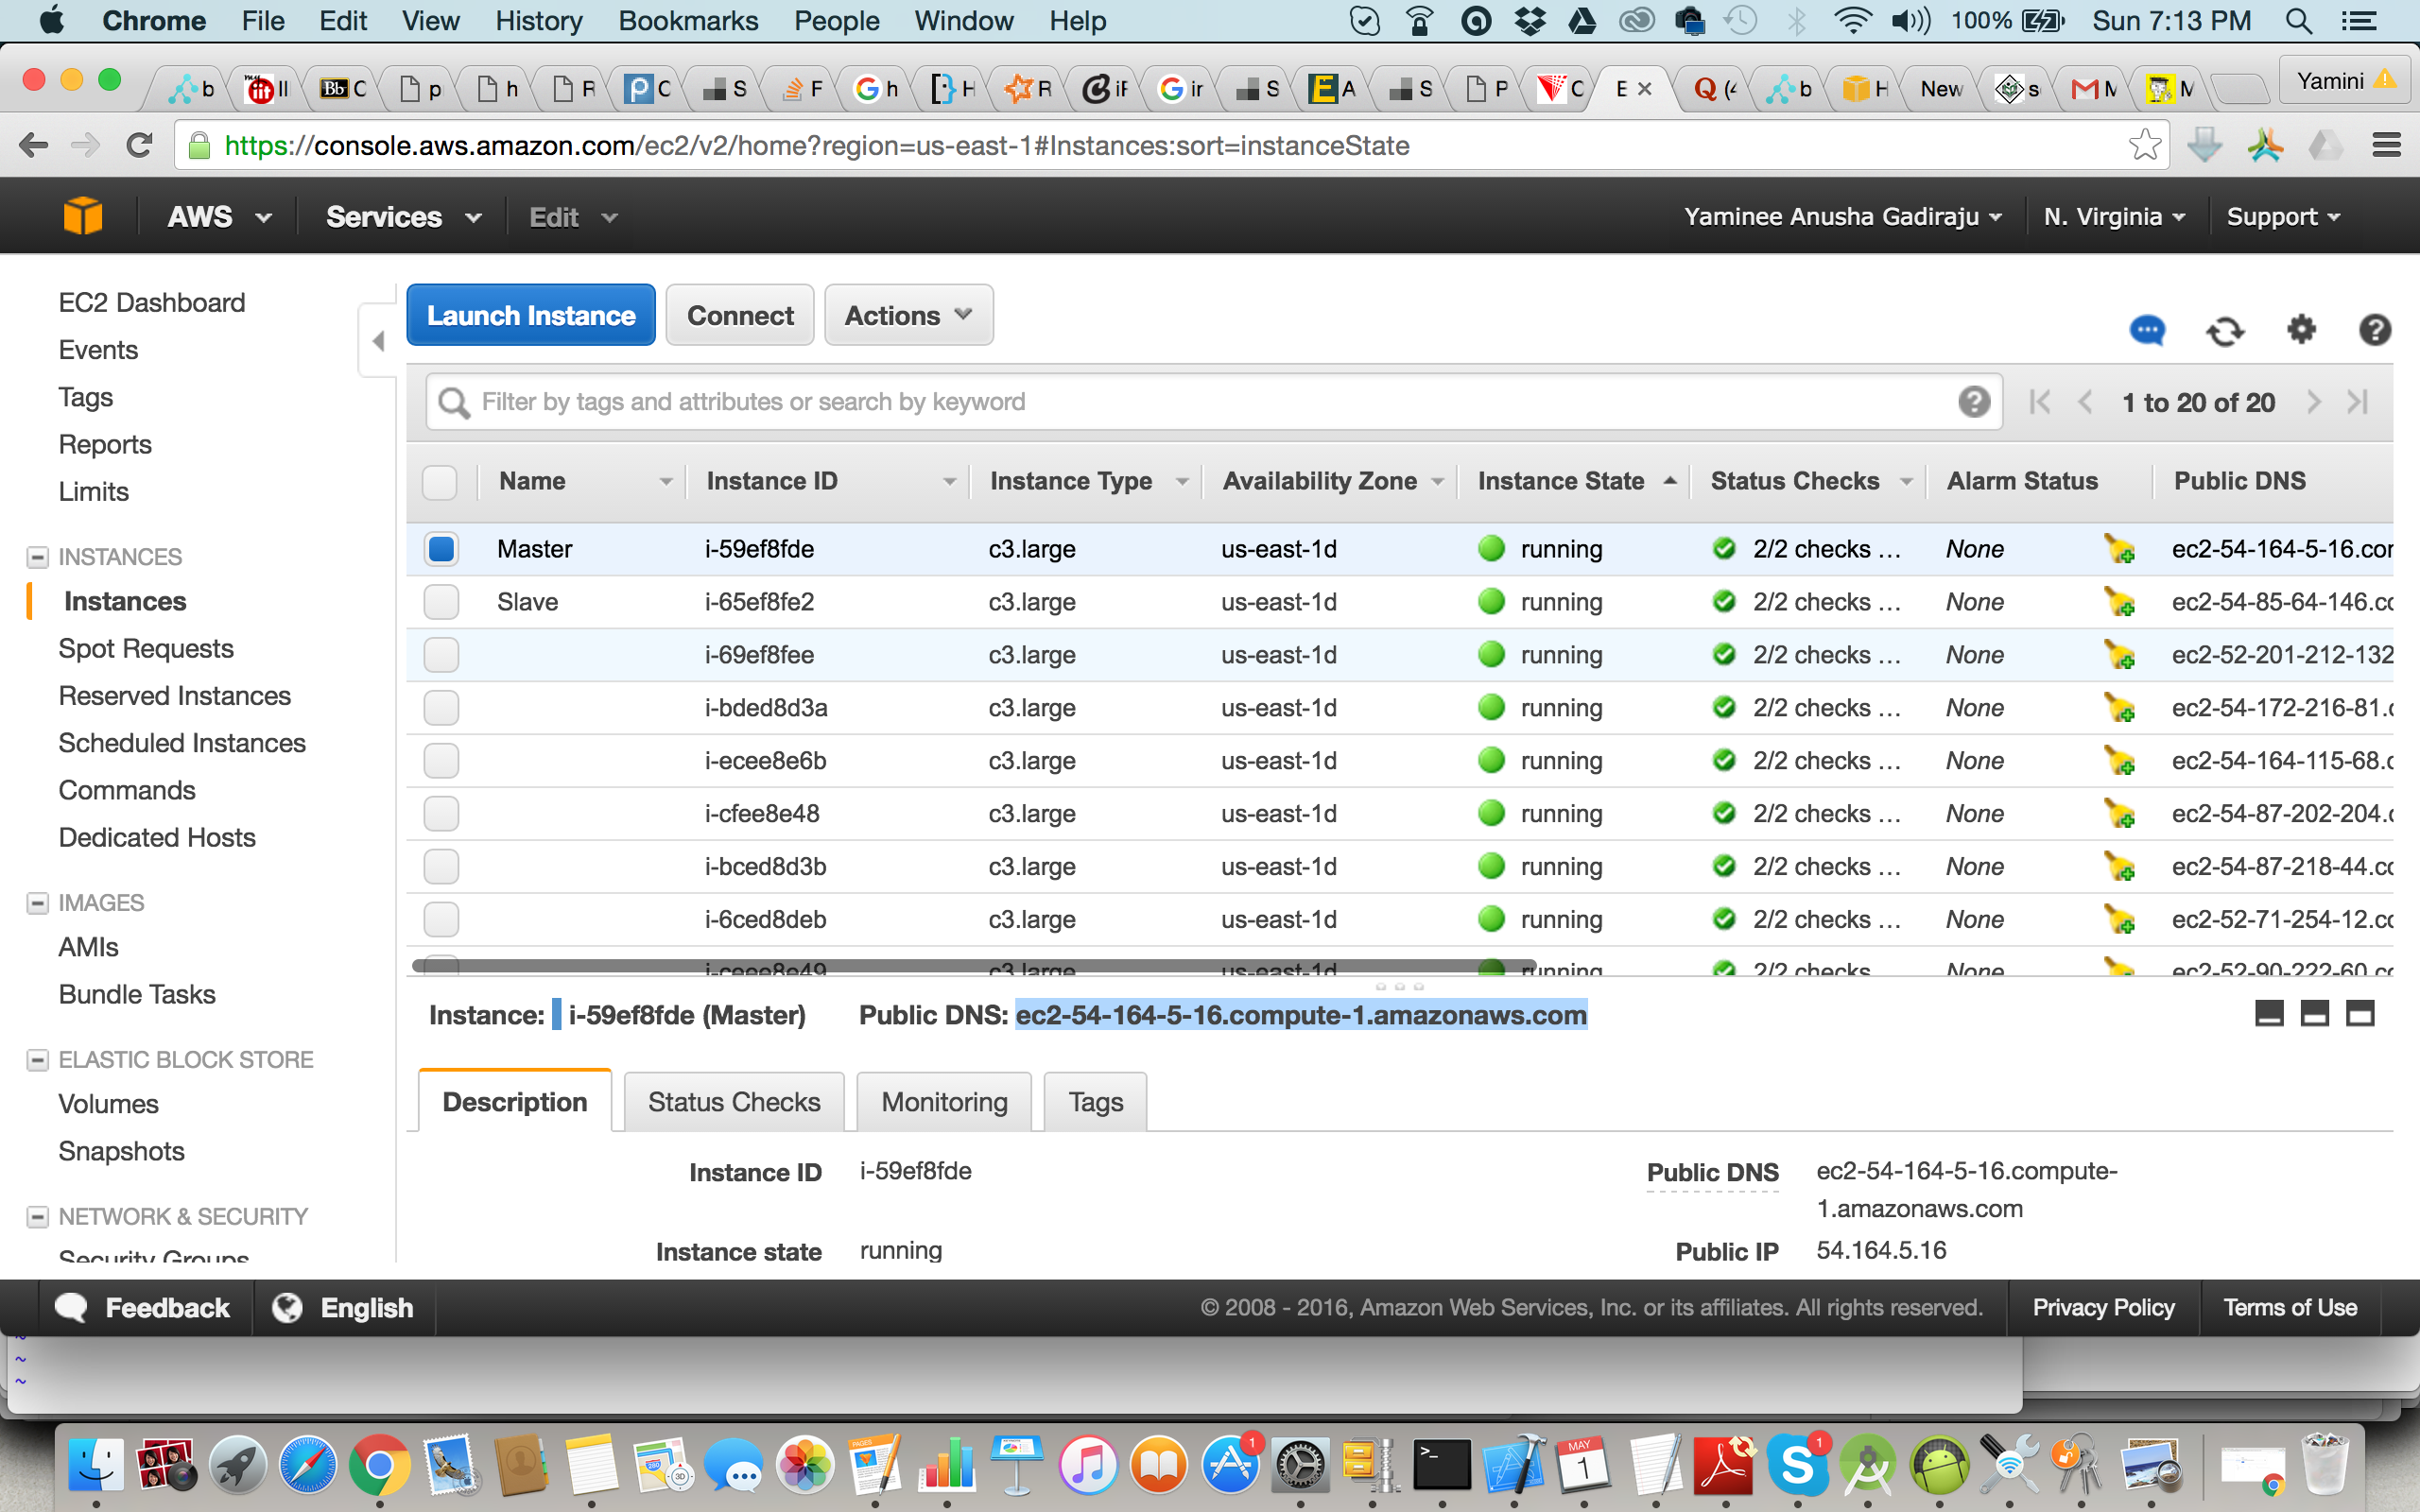 Chrome File Edit View History Bookmarks People Window Help 100% Sun 7:13 PM
b II Bb C p h R P C S F h H R iF ir S E A S P C E Q (4 b H New s M M Yamini
https://console.aws.amazon.com/ec2/v2/home?region=us-east-1#Instances:sort=instanceState
AWS Services Edit Yaminee Anusha Gadiraju N. Virginia Support
EC2 Dashboard
Events
Tags
Reports
Limits
INSTANCES
Instances
Spot Requests
Reserved Instances
Scheduled Instances
Commands
Dedicated Hosts
IMAGES
AMIs
Bundle Tasks
ELASTIC BLOCK STORE
Volumes
Snapshots
NETWORK & SECURITY
Security Groups
Launch Instance Connect Actions
Filter by tags and attributes or search by keyword 1 to 20 of 20
Name Instance ID Instance Type Availability Zone Instance State Status Checks Alarm Status Public DNS
Master i-59ef8fde c3.large us-east-1d running 2/2 checks ... None ec2-54-164-5-16.cor
Slave i-65ef8fe2 c3.large us-east-1d running 2/2 checks ... None ec2-54-85-64-146.cc
i-69ef8fee c3.large us-east-1d running 2/2 checks ... None ec2-52-201-212-132
i-bded8d3a c3.large us-east-1d running 2/2 checks ... None ec2-54-172-216-81.c
i-ecee8e6b c3.large us-east-1d running 2/2 checks ... None ec2-54-164-115-68.c
i-cfee8e48 c3.large us-east-1d running 2/2 checks ... None ec2-54-87-202-204.c
i-bced8d3b c3.large us-east-1d running 2/2 checks ... None ec2-54-87-218-44.cc
i-6ced8deb c3.large us-east-1d running 2/2 checks ... None ec2-52-71-254-12.cc
i-ceee8e49 c3.large us-east-1d running 2/2 checks None ec2-52-90-222-60.cc
Instance: i-59ef8fde (Master) Public DNS: ec2-54-164-5-16.compute-1.amazonaws.com
Description Status Checks Monitoring Tags
Instance ID i-59ef8fde
Instance state running
Public DNS ec2-54-164-5-16.compute-
1.amazonaws.com
Public IP 54.164.5.16
Feedback English © 2008 - 2016, Amazon Web Services, Inc. or its affiliates. All rights reserved. Privacy Policy Terms of Use
~
~
~
PAGES 1 MAY 1 1